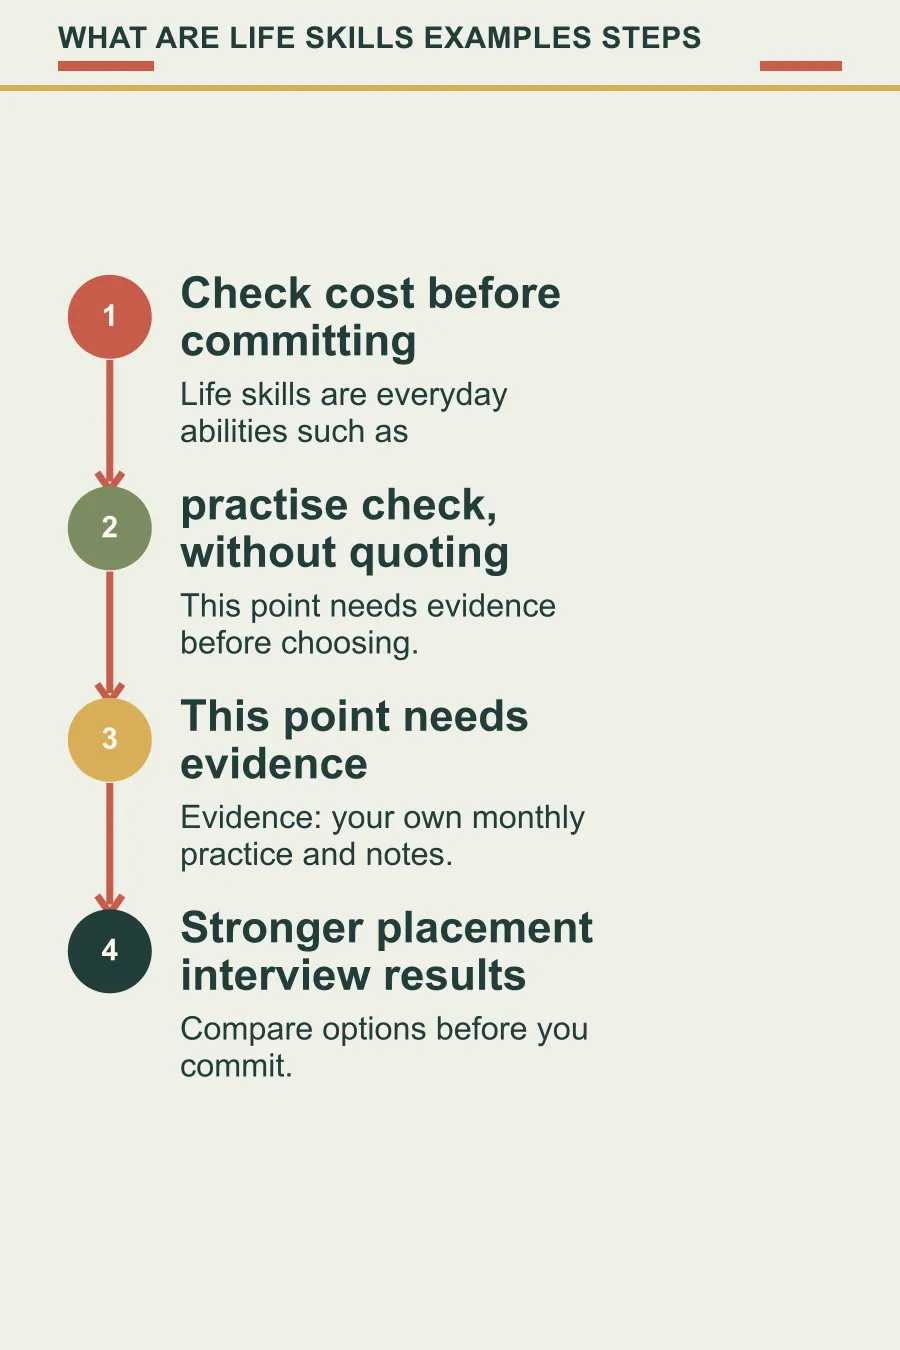 WHAT ARE LIFE SKILLS EXAMPLES STEPS
1
Check cost before
committing
Life skills are everyday
abilities such as
2
practise check,
without quoting
This point needs evidence
before choosing.
3
This point needs
evidence
Evidence: your own monthly
practice and notes.
4
Stronger placement
interview results
Compare options before you
commit.